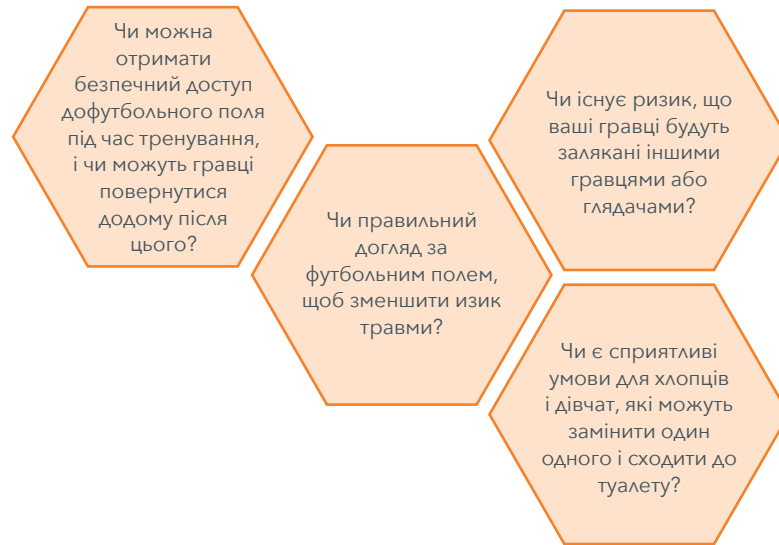 Чи можна
отримати
безпечний доступ
дофутбольного поля
під час тренування,
і чи можуть гравці
повернутися
додому після
цього?
Чи правильний
догляд за
футбольним полем,
щоб зменшити изик
травми?
Чи існує ризик, що
ваші гравці будуть
залякані іншими
гравцями або
глядачами?
Чи є сприятливі
умови для хлопців
і дівчат, які можуть
замінити один
одного і сходити до
туалету?